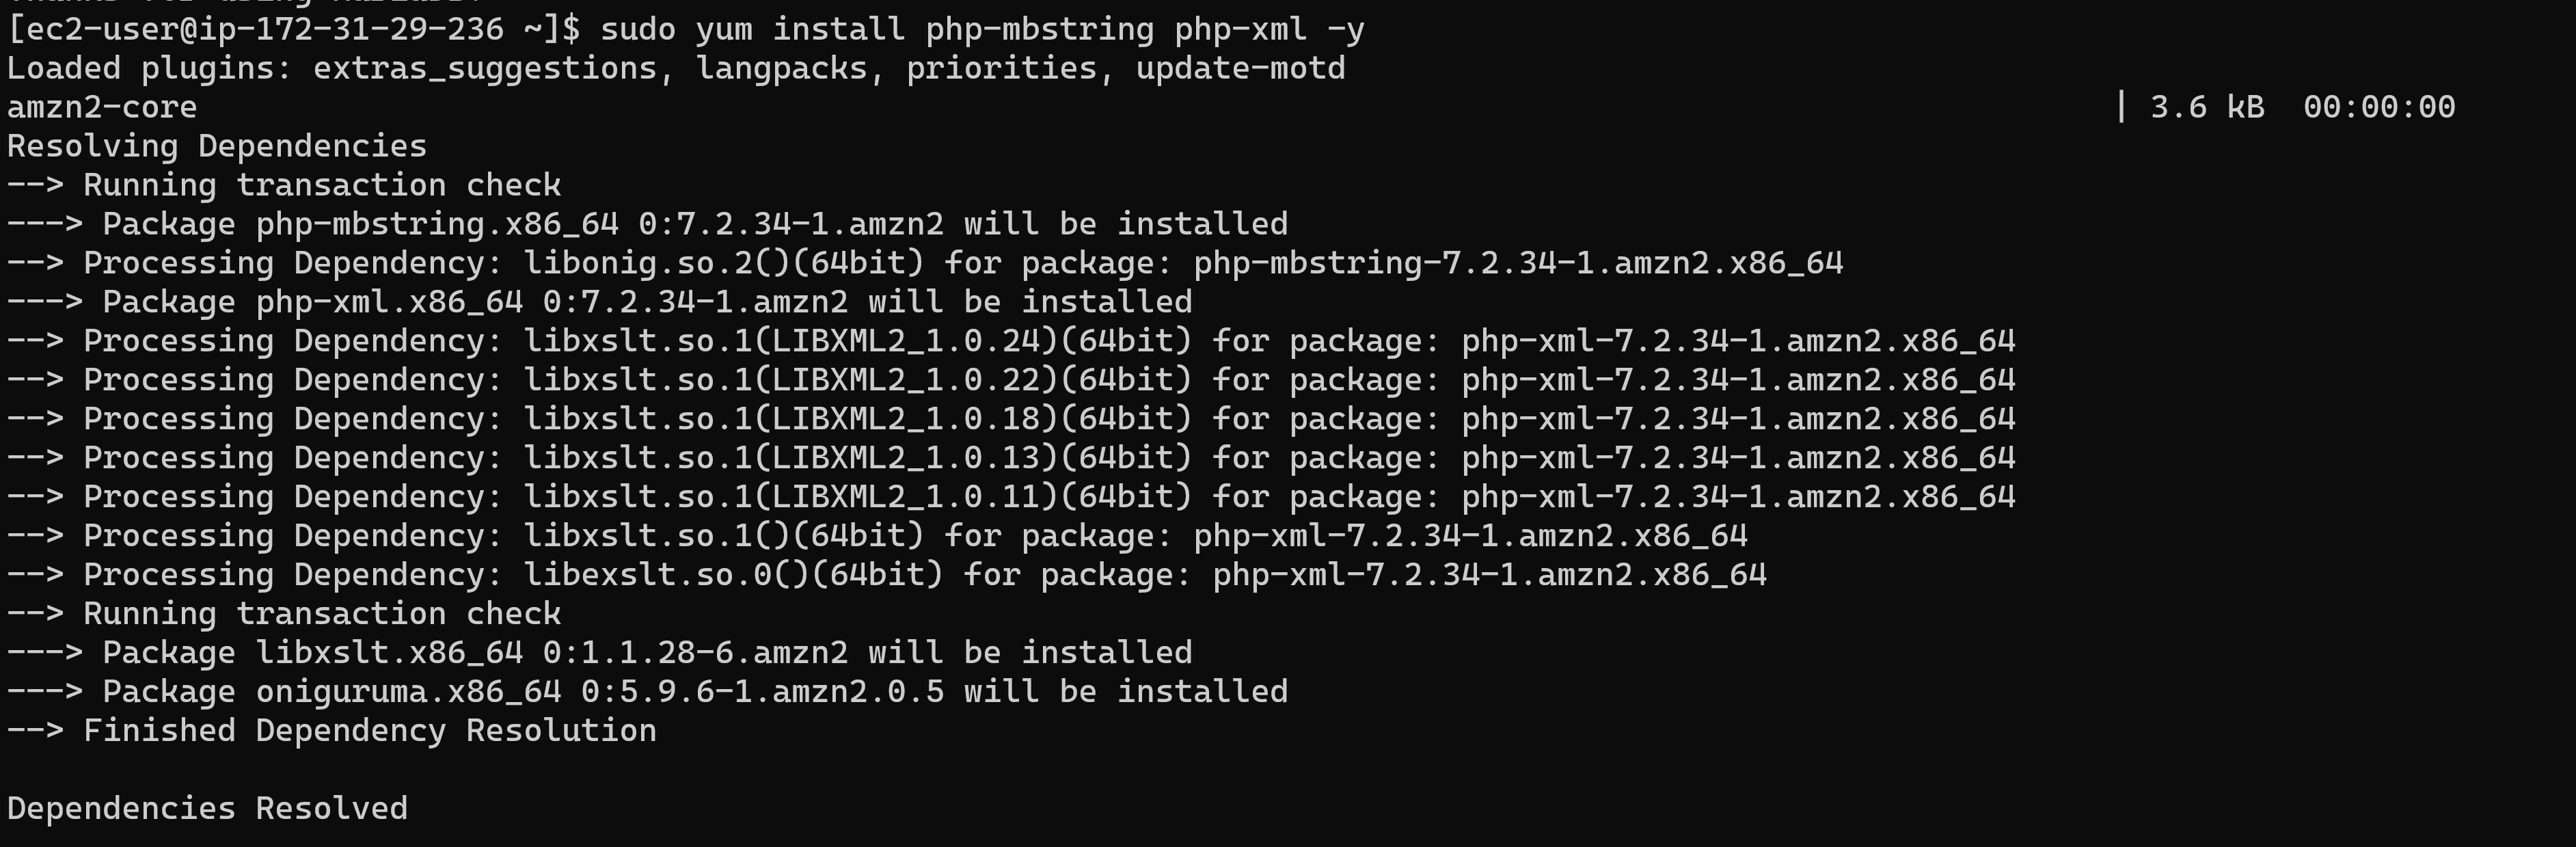 [ec2-user@ip-172-31-29-236 ~]$ sudo yum install php-mbstring php-xml -y
Loaded plugins: extras_suggestions, langpacks, priorities, update-motd
amzn2-core | 3.6 kB 00:00:00
Resolving Dependencies
--> Running transaction check
---> Package php-mbstring.x86_64 0:7.2.34-1.amzn2 will be installed
--> Processing Dependency: libonig.so.2()(64bit) for package: php-mbstring-7.2.34-1.amzn2.x86_64
---> Package php-xml.x86_64 0:7.2.34-1.amzn2 will be installed
--> Processing Dependency: libxslt.so.1(LIBXML2_1.0.24)(64bit) for package: php-xml-7.2.34-1.amzn2.x86_64
--> Processing Dependency: libxslt.so.1(LIBXML2_1.0.22)(64bit) for package: php-xml-7.2.34-1.amzn2.x86_64
--> Processing Dependency: libxslt.so.1(LIBXML2_1.0.18)(64bit) for package: php-xml-7.2.34-1.amzn2.x86_64
--> Processing Dependency: libxslt.so.1(LIBXML2_1.0.13)(64bit) for package: php-xml-7.2.34-1.amzn2.x86_64
--> Processing Dependency: libxslt.so.1(LIBXML2_1.0.11)(64bit) for package: php-xml-7.2.34-1.amzn2.x86_64
--> Processing Dependency: libxslt.so.1()(64bit) for package: php-xml-7.2.34-1.amzn2.x86_64
--> Processing Dependency: libexslt.so.0()(64bit) for package: php-xml-7.2.34-1.amzn2.x86_64
--> Running transaction check
---> Package libxslt.x86_64 0:1.1.28-6.amzn2 will be installed
---> Package oniguruma.x86_64 0:5.9.6-1.amzn2.0.5 will be installed
--> Finished Dependency Resolution
Dependencies Resolved